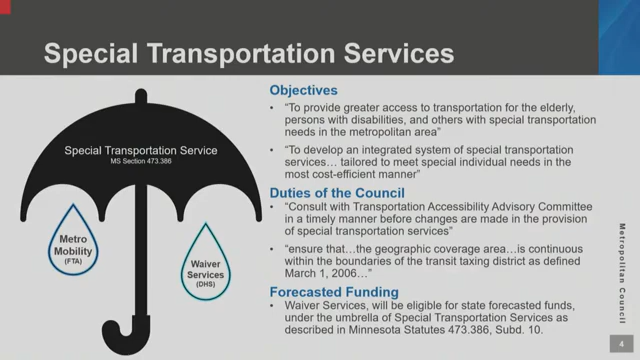 Special Transportation Services
Special Transportation Service
MS Section 473.386
Metro
Mobility
(FTA)
Waiver
Services
(DHS)
Objectives
• “To provide greater access to transportation for the elderly,
persons with disabilities, and others with special transportation
needs in the metropolitan area”
• “To develop an integrated system of special transportation
services… tailored to meet special individual needs in the
most cost-efficient manner”
Duties of the Council
• “Consult with Transportation Accessibility Advisory Committee
in a timely manner before changes are made in the provision
of special transportation services”
• “ensure that…the geographic coverage area…is continuous
within the boundaries of the transit taxing district as defined
March 1, 2006…”
Forecasted Funding
• Waiver Services, will be eligible for state forecasted funds,
under the umbrella of Special Transportation Services as
described in Minnesota Statutes 473.386, Subd. 10.
Metropolitan Council
4